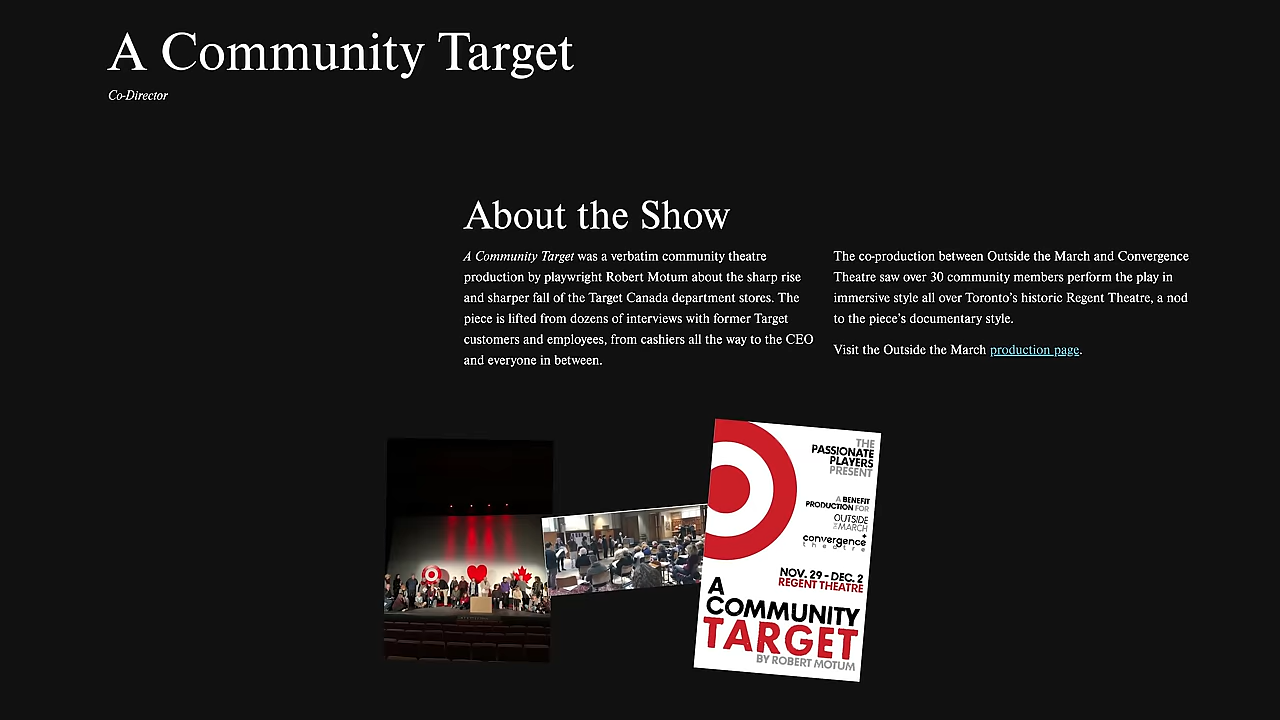 A Community Target
Co-Director
About the Show
A Community Target was a verbatim community theatre
production by playwright Robert Motum about the sharp rise
and sharper fall of the Target Canada department stores. The
piece is lifted from dozens of interviews with former Target
customers and employees, from cashiers all the way to the CEO
and everyone in between.
The co-production between Outside the March and Convergence
Theatre saw over 30 community members perform the play in
immersive style all over Toronto’s historic Regent Theatre, a nod
to the piece’s documentary style.
Visit the Outside the March production page.
THE
PASSIONATE
PLAYERS
PRESENT
A BENEFIT
PRODUCTION FOR
OUTSIDE
THE MARCH
+
convergence
theatre
NOV. 29 - DEC. 2
REGENT THEATRE
A
COMMUNITY
TARGET
BY ROBERT MOTUM